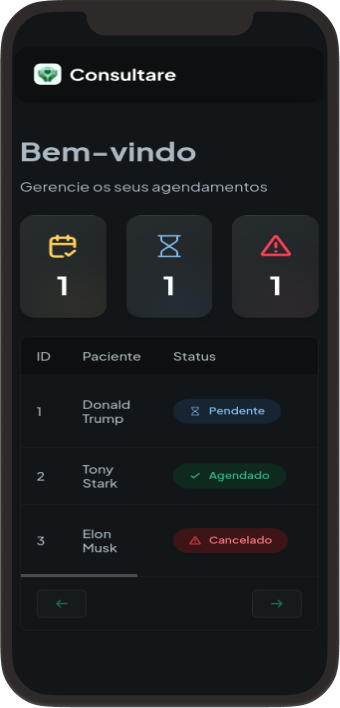 Consultare
Bem-vindo
Gerencie os seus agendamentos
1 1 1
ID Paciente Status
1 Donald Trump Pendente
2 Tony Stark Agendado
3 Elon Musk Cancelado